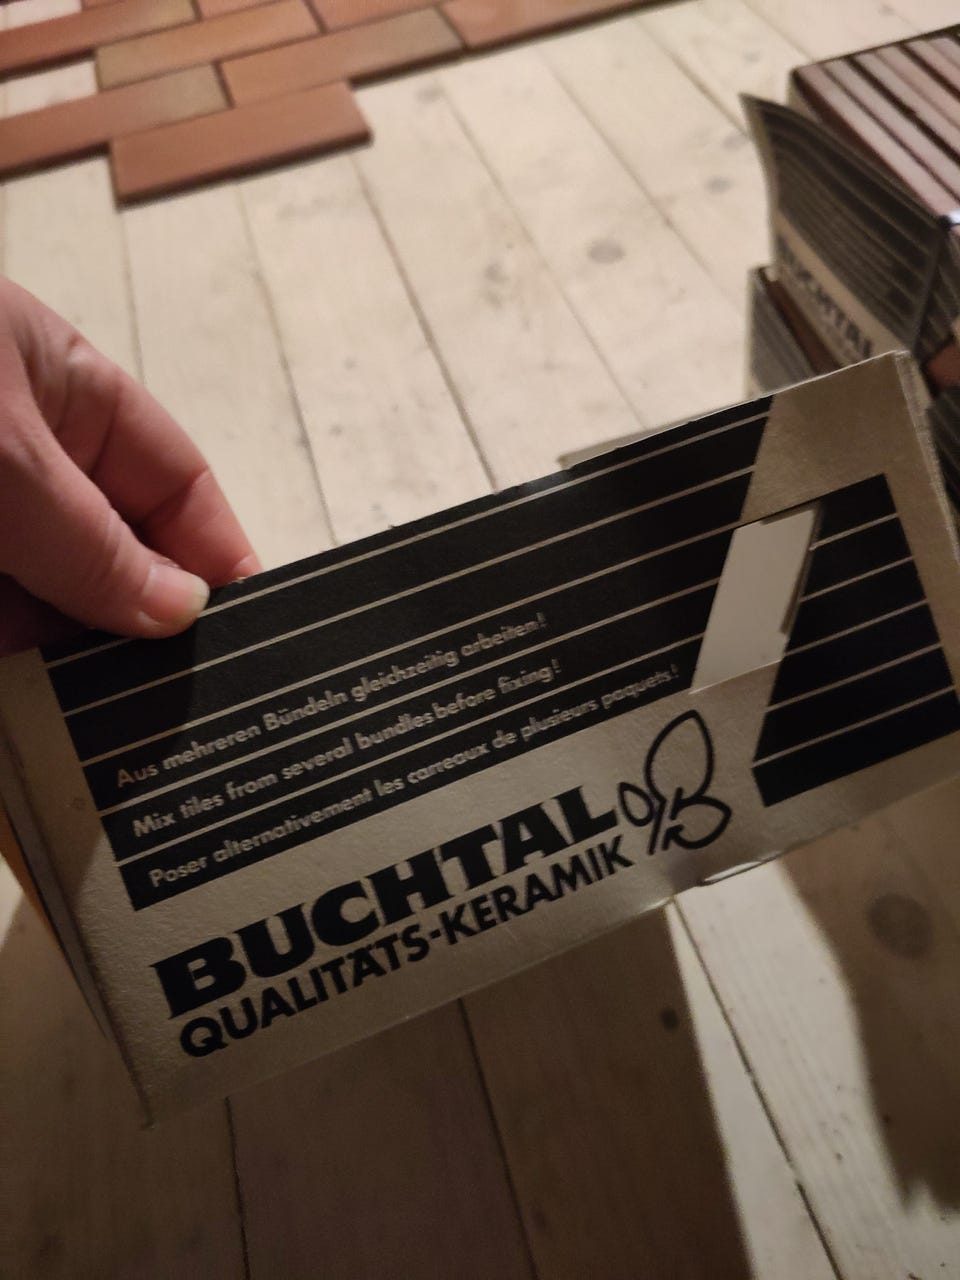 Aus mehreren Bündeln gleichzeitig arbeiten!
Mix tiles from several bundles before fixing!
Poser alternativement les carreaux de plusieurs paquets!
BUCHTAL
QUALITÄTS-KERAMIK
BUCHTAL